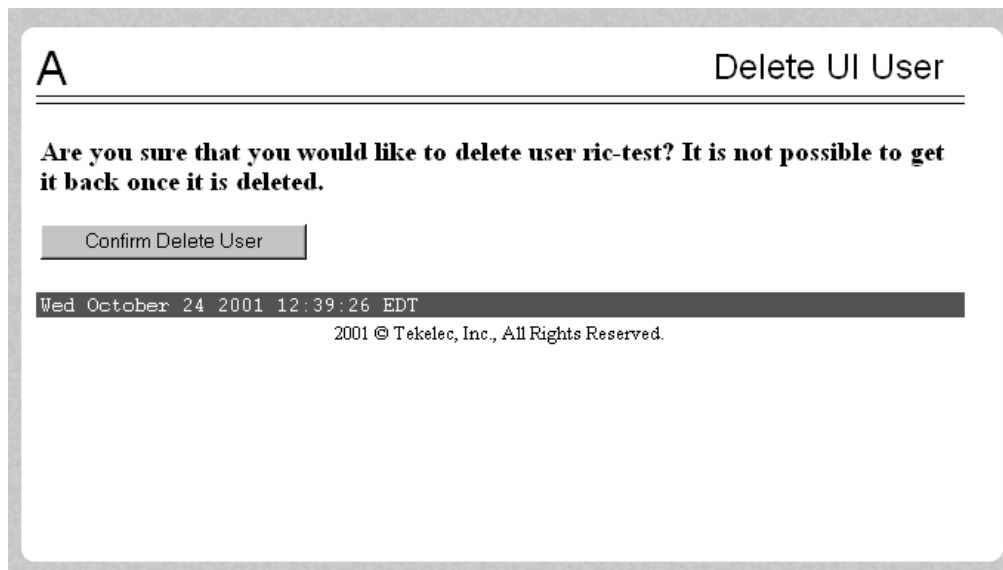 A
Delete UI User
Are you sure that you would like to delete user ric-test? It is not possible to get
it back once it is deleted.
Confirm Delete User
Wed October 24 2001 12:39:26 EDT
2001 © Tekelec, Inc., All Rights Reserved.